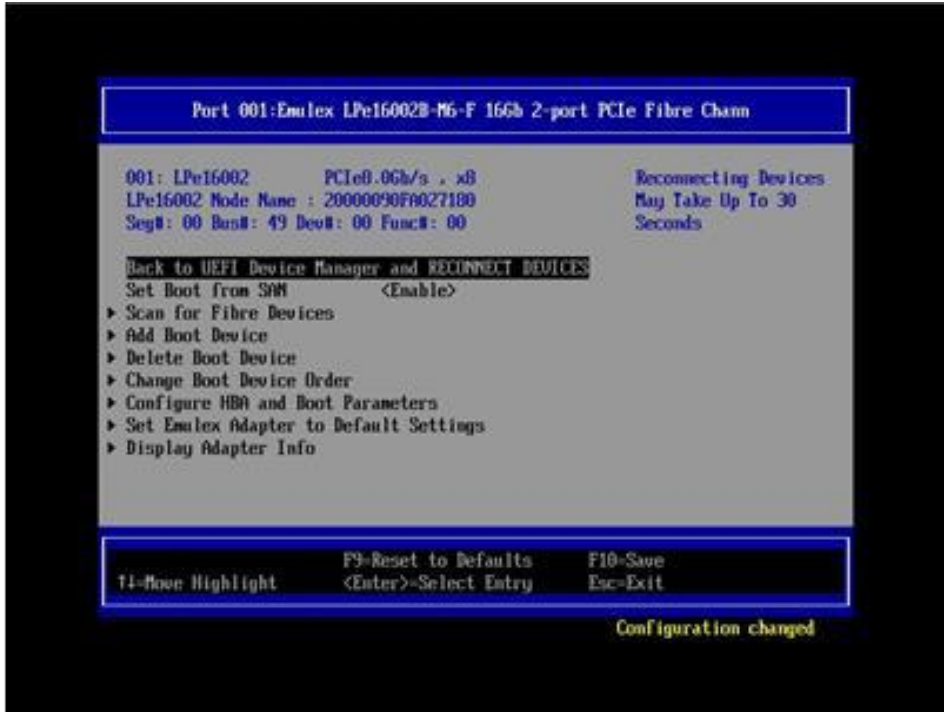 Port 001:Emulex LPe16002B-M6-F 16Gb 2-port PCIe Fibre Chann
001: LPe16002 PCIe8.0Gb/s , x8
LPe16002 Node Name : 20000090FA027180
Seg#: 00 Bus#: 49 Dev#: 00 Func#: 00
Reconnecting Devices
May Take Up To 30
Seconds
Back to UEFI Device Manager and RECONNECT DEVICES
Set Boot from SAN <Enable>
Scan for Fibre Devices
Add Boot Device
Delete Boot Device
Change Boot Device Order
Configure HBA and Boot Parameters
Set Emulex Adapter to Default Settings
Display Adapter Info
F9=Reset to Defaults F10=Save
↑↓=Move Highlight <Enter>=Select Entry Esc=Exit
Configuration changed